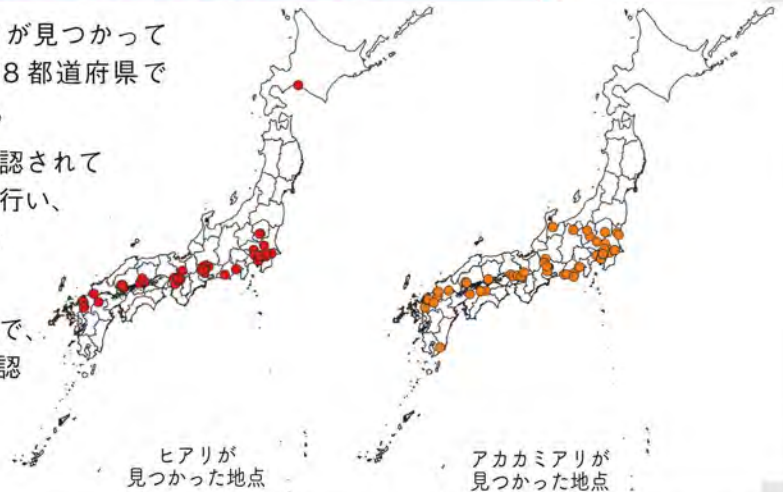 が見つかって
8都道府県で
認されて
行い、
で、
認
ヒアリが
見つかった地点
アカカミアリが
見つかった地点